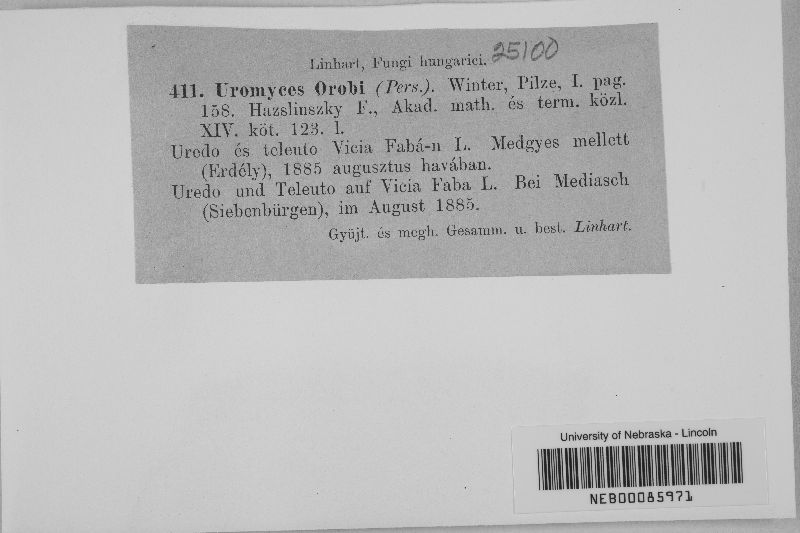 Linhart, Fungi hungarici. 25100
411. Uromyces Orobi (Pers.). Winter, Pilze, I. pag.
158. Hazslinszky F., Akad. math. és term. közl.
XIV. köt. 123. l.
Uredo és teleuto Vicia Fabá-n L. Medgyes mellett
(Erdély), 1885 augusztus havában.
Uredo und Teleuto auf Vicia Faba L. Bei Mediasch
(Siebenbürgen), im August 1885.
Gyüjt. és megh. Gesamm. u. best. Linhart.
University of Nebraska - Lincoln
NEB00085971